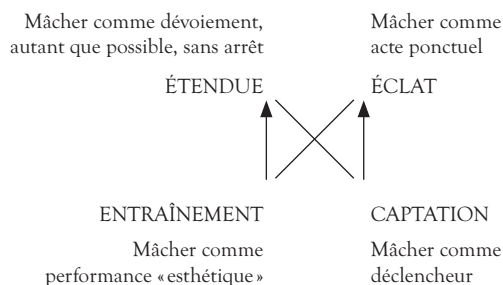 Mâcher comme dévoiement,
autant que possible, sans arrêt
Mâcher comme
acte ponctuel
ÉTENDUE
ÉCLAT
ENTRAÎNEMENT
CAPTATION
Mâcher comme
performance « esthétique »
Mâcher comme
déclencheur